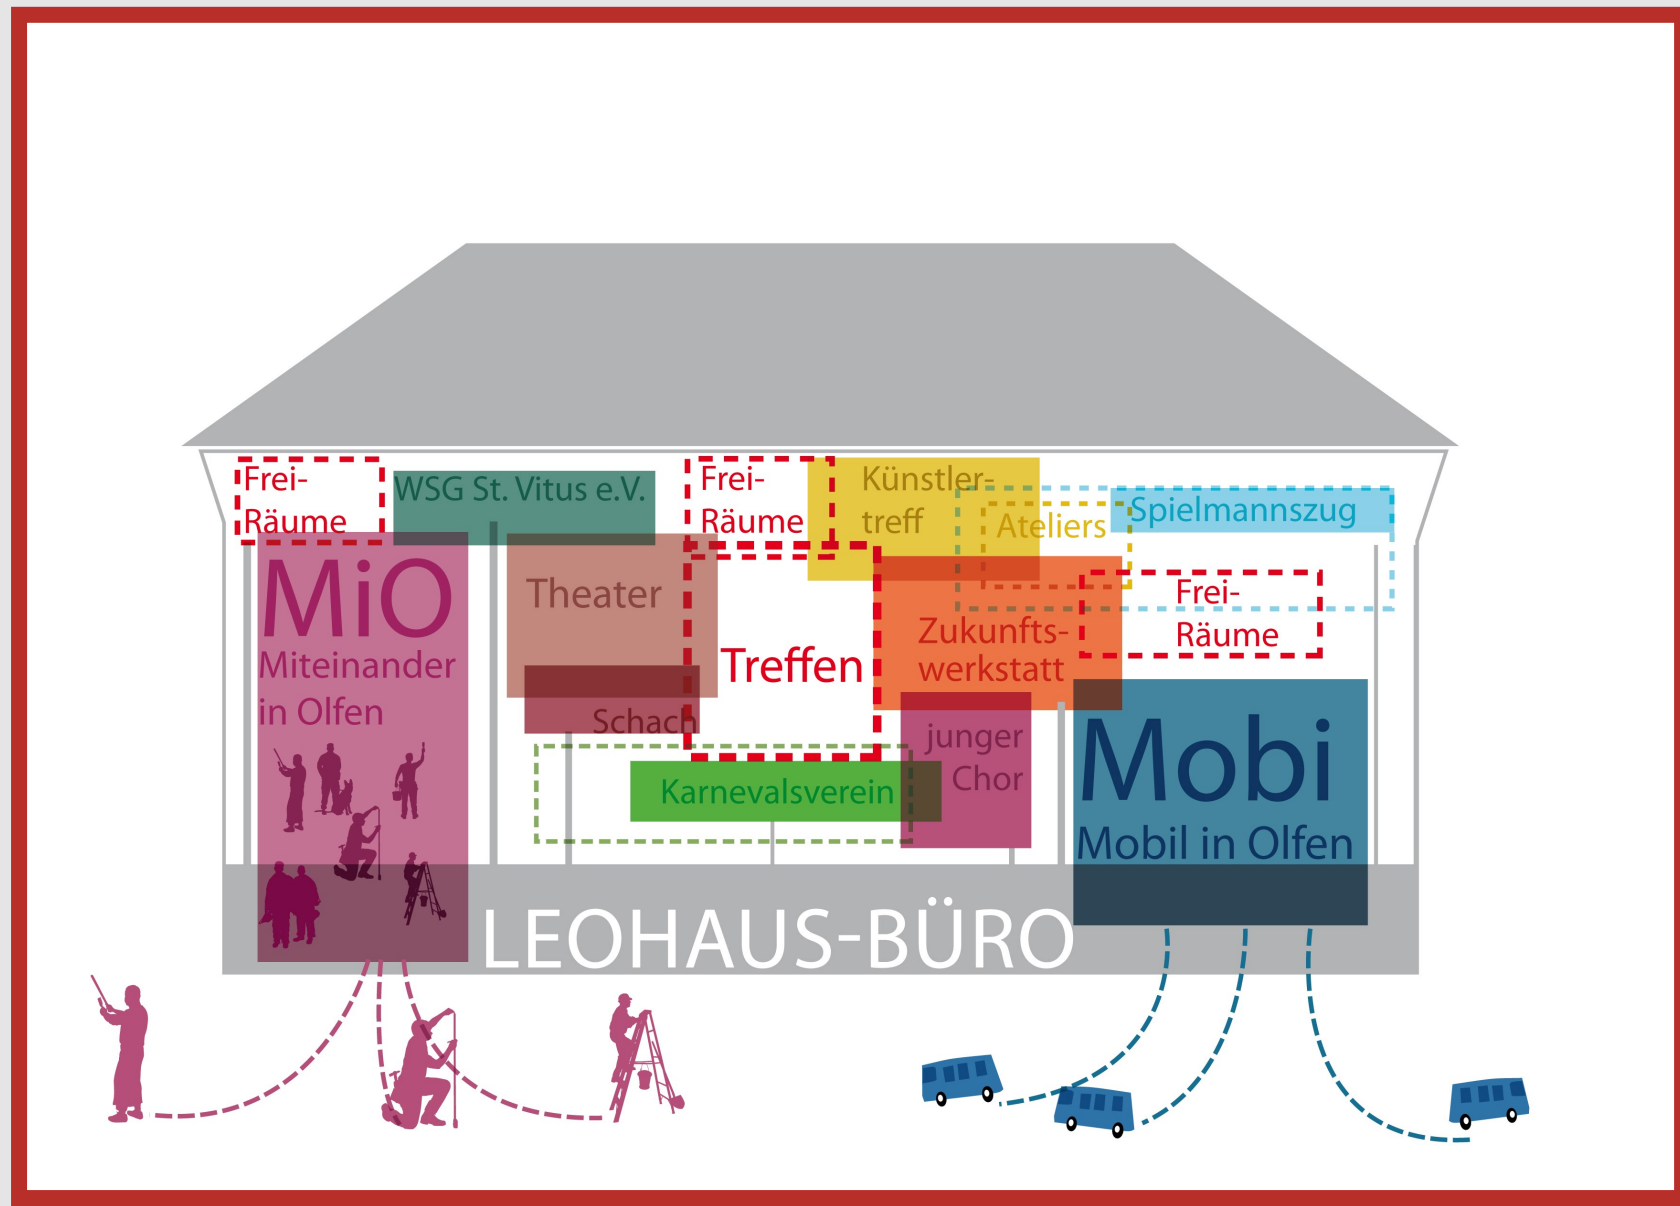 Frei-
Räume
WSG St. Vitus e.V.
Frei-
Räume
Künstler-
treff
Ateliers
Spielmannszug
MiO
Miteinander
in Olfen
Theater
Schach
Treffen
Zukunfts-
werkstatt
Frei-
Räume
Karnevalsverein
junger
Chor
Mobi
Mobil in Olfen
LEOHAUS-BÜRO